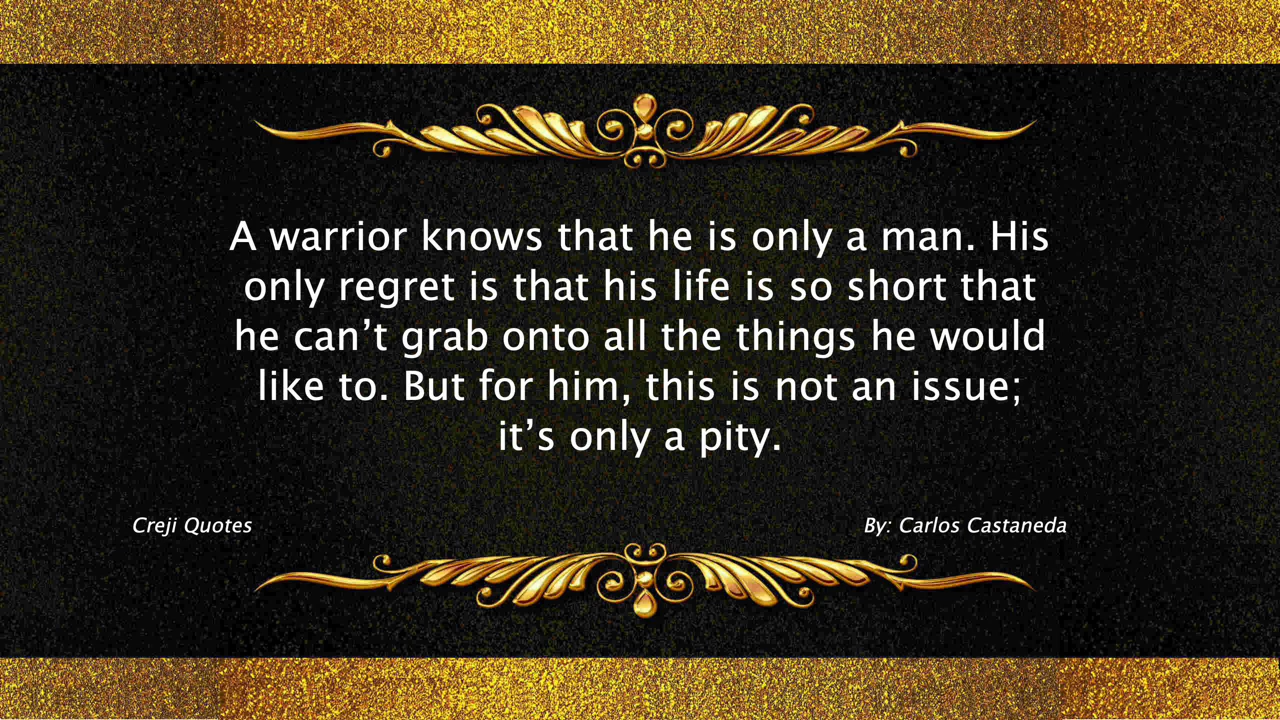 A warrior knows that he is only a man. His
only regret is that his life is so short that
he can’t grab onto all the things he would
like to. But for him, this is not an issue;
it’s only a pity.
Creji Quotes
By: Carlos Castaneda